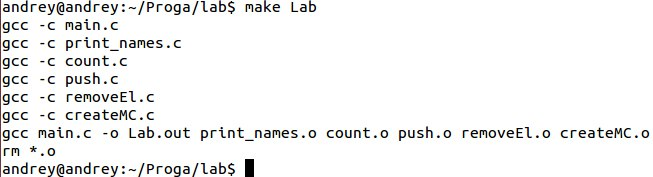 andrey@andrey:~/Proga/lab$ make Lab
gcc -c main.c
gcc -c print_names.c
gcc -c count.c
gcc -c push.c
gcc -c removeEl.c
gcc -c createMC.c
gcc main.c -o Lab.out print_names.o count.o push.o removeEl.o createMC.o
rm *.o
andrey@andrey:~/Proga/lab$